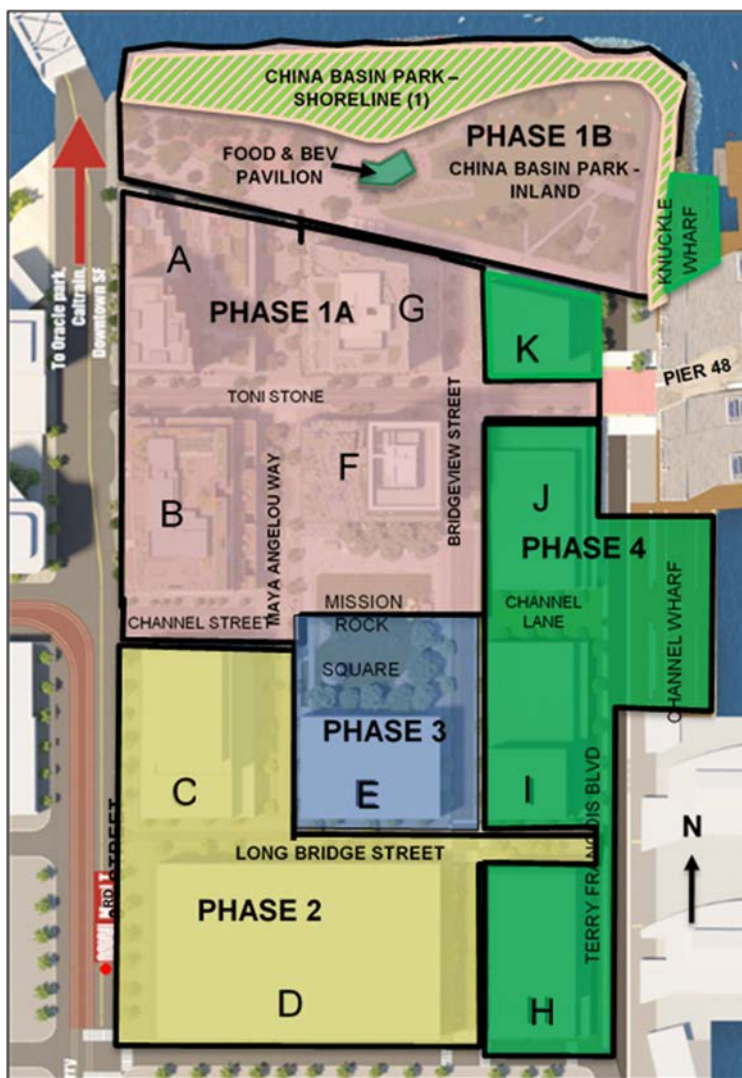 CHINA BASIN PARK –
SHORELINE (1)
PHASE 1B
FOOD & BEV
PAVILION
CHINA BASIN PARK -
INLAND
KNUCKLE
WHARF
To Oracle park,
Caltrain,
Downtown SF
A
PHASE 1A
G
K
PIER 48
TONI STONE
BRIDGEVIEW STREET
MAYA ANGELOU WAY
F
B
J
PHASE 4
MISSION
ROCK
SQUARE
CHANNEL STREET
CHANNEL
LANE
CHANNEL WHARF
PHASE 3
C
E
I
TERRY FRANCOIS BLVD
N
LONG BRIDGE STREET
3RD STREET
PHASE 2
D
H